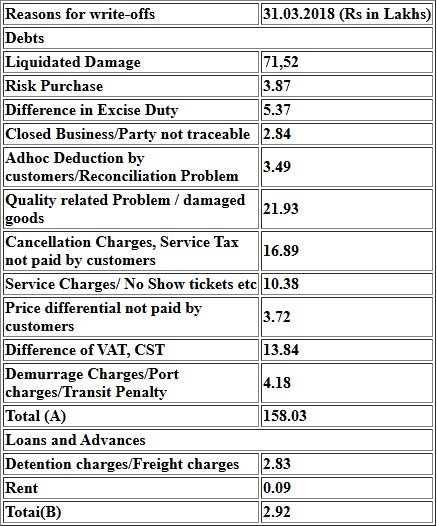 Reasons for write-offs 31.03.2018 (Rs in Lakhs)
Debts
Liquidated Damage 71,52
Risk Purchase 3.87
Difference in Excise Duty 5.37
Closed Business/Party not traceable 2.84
Adhoc Deduction by
customers/Reconciliation Problem 3.49
Quality related Problem / damaged
goods 21.93
Cancellation Charges, Service Tax
not paid by customers 16.89
Service Charges/ No Show tickets etc 10.38
Price differential not paid by
customers 3.72
Difference of VAT, CST 13.84
Demurrage Charges/Port
charges/Transit Penalty 4.18
Total (A) 158.03
Loans and Advances
Detention charges/Freight charges 2.83
Rent 0.09
Totai(B) 2.92